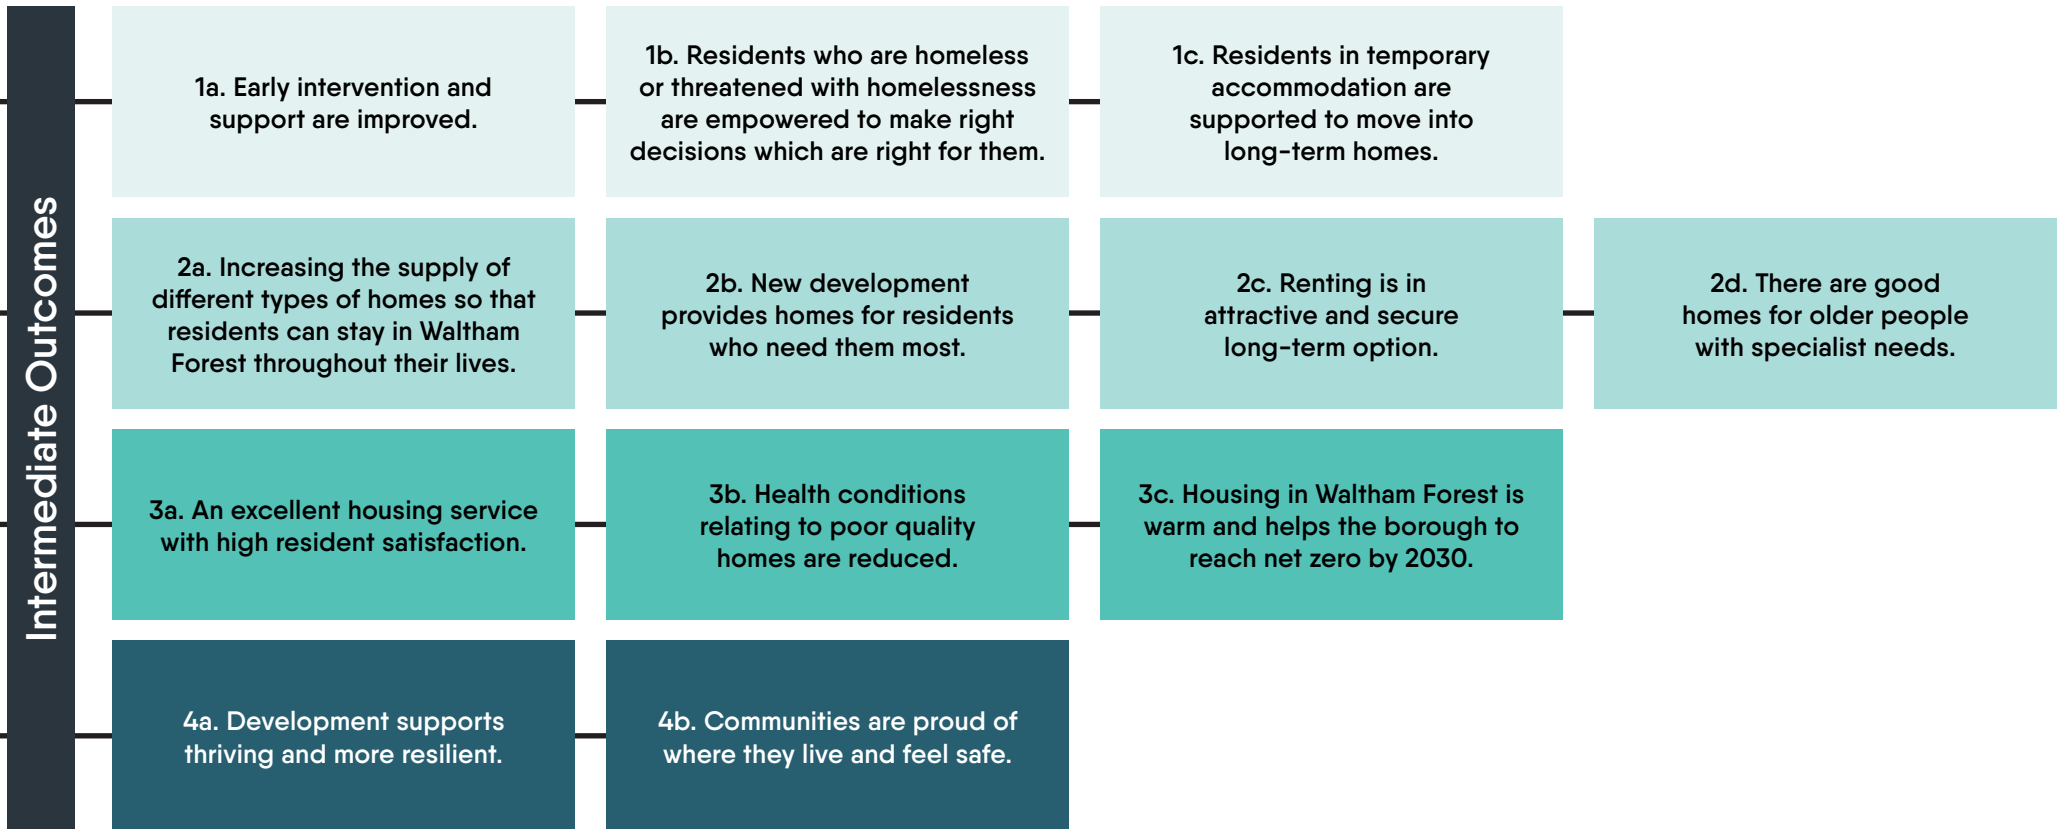 Intermediate Outcomes
1a. Early intervention and
support are improved.
1b. Residents who are homeless
or threatened with homelessness
are empowered to make right
decisions which are right for them.
1c. Residents in temporary
accommodation are
supported to move into
long-term homes.
2a. Increasing the supply of
different types of homes so that
residents can stay in Waltham
Forest throughout their lives.
2b. New development
provides homes for residents
who need them most.
2c. Renting is in
attractive and secure
long-term option.
2d. There are good
homes for older people
with specialist needs.
3a. An excellent housing service
with high resident satisfaction.
3b. Health conditions
relating to poor quality
homes are reduced.
3c. Housing in Waltham Forest is
warm and helps the borough to
reach net zero by 2030.
4a. Development supports
thriving and more resilient.
4b. Communities are proud of
where they live and feel safe.